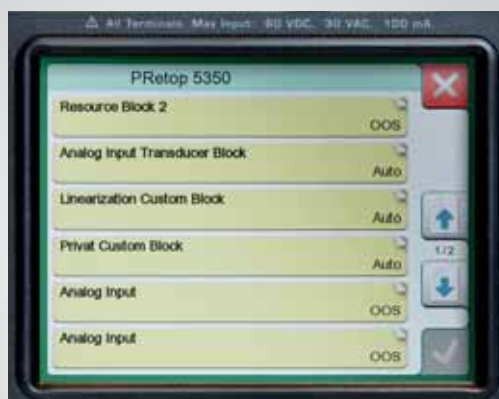 ⚠ All Terminals Max Input: 60 VDC. 30 VAC. 100 mA
PRetop 5350
Resource Block 2
OOS
Analog Input Transducer Block
Auto
Linearization Custom Block
Auto
Privat Custom Block
Auto
1/2
Analog Input
OOS
Analog Input
OOS